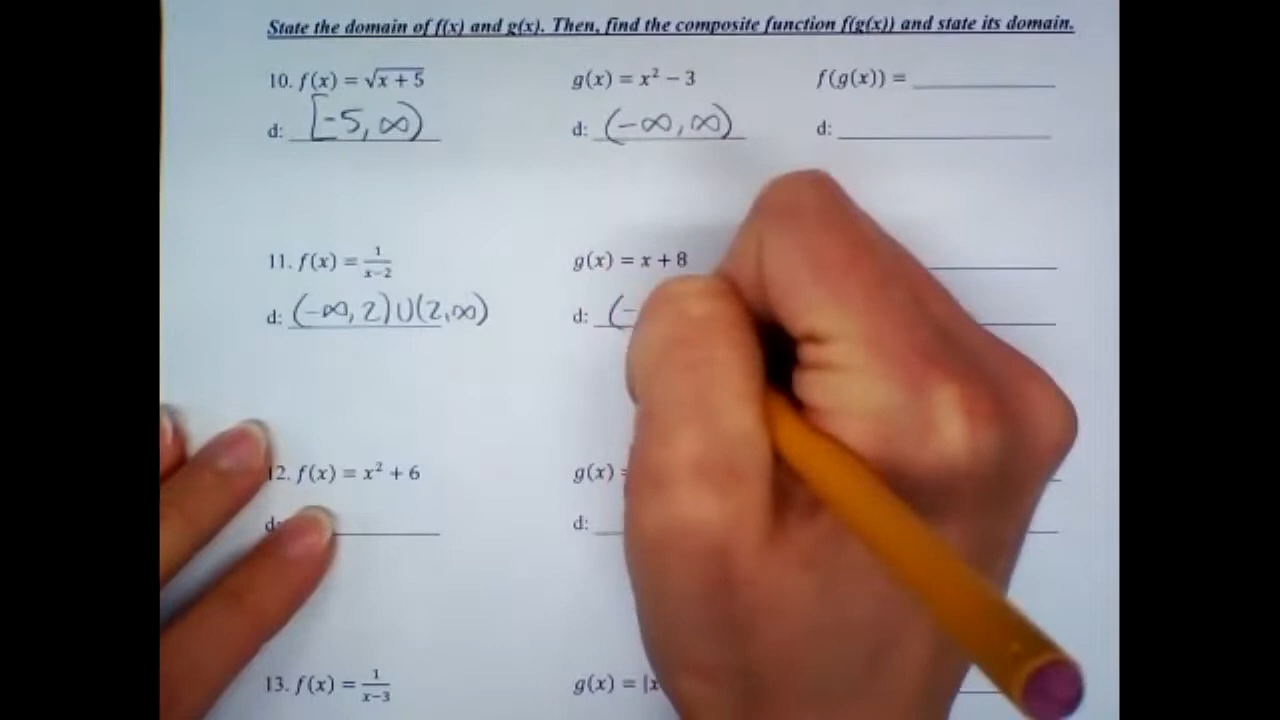 State the domain of f(x) and g(x). Then, find the composite function f(g(x)) and state its domain.
10. f(x) = √x + 5 g(x) = x² − 3 f(g(x)) =
d: [-5, ∞) d: (-∞, ∞) d:
11. f(x) = 1/x−2 g(x) = x + 8
d: (-∞, 2) U (2, ∞) d: (-
12. f(x) = x² + 6 g(x) =
d: d:
13. f(x) = 1/x−3 g(x) = |x